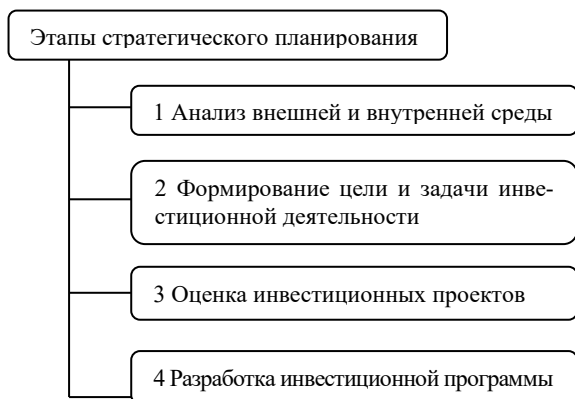 Этапы стратегического планирования
1 Анализ внешней и внутренней среды
2 Формирование цели и задачи инве-
стиционной деятельности
3 Оценка инвестиционных проектов
4 Разработка инвестиционной программы